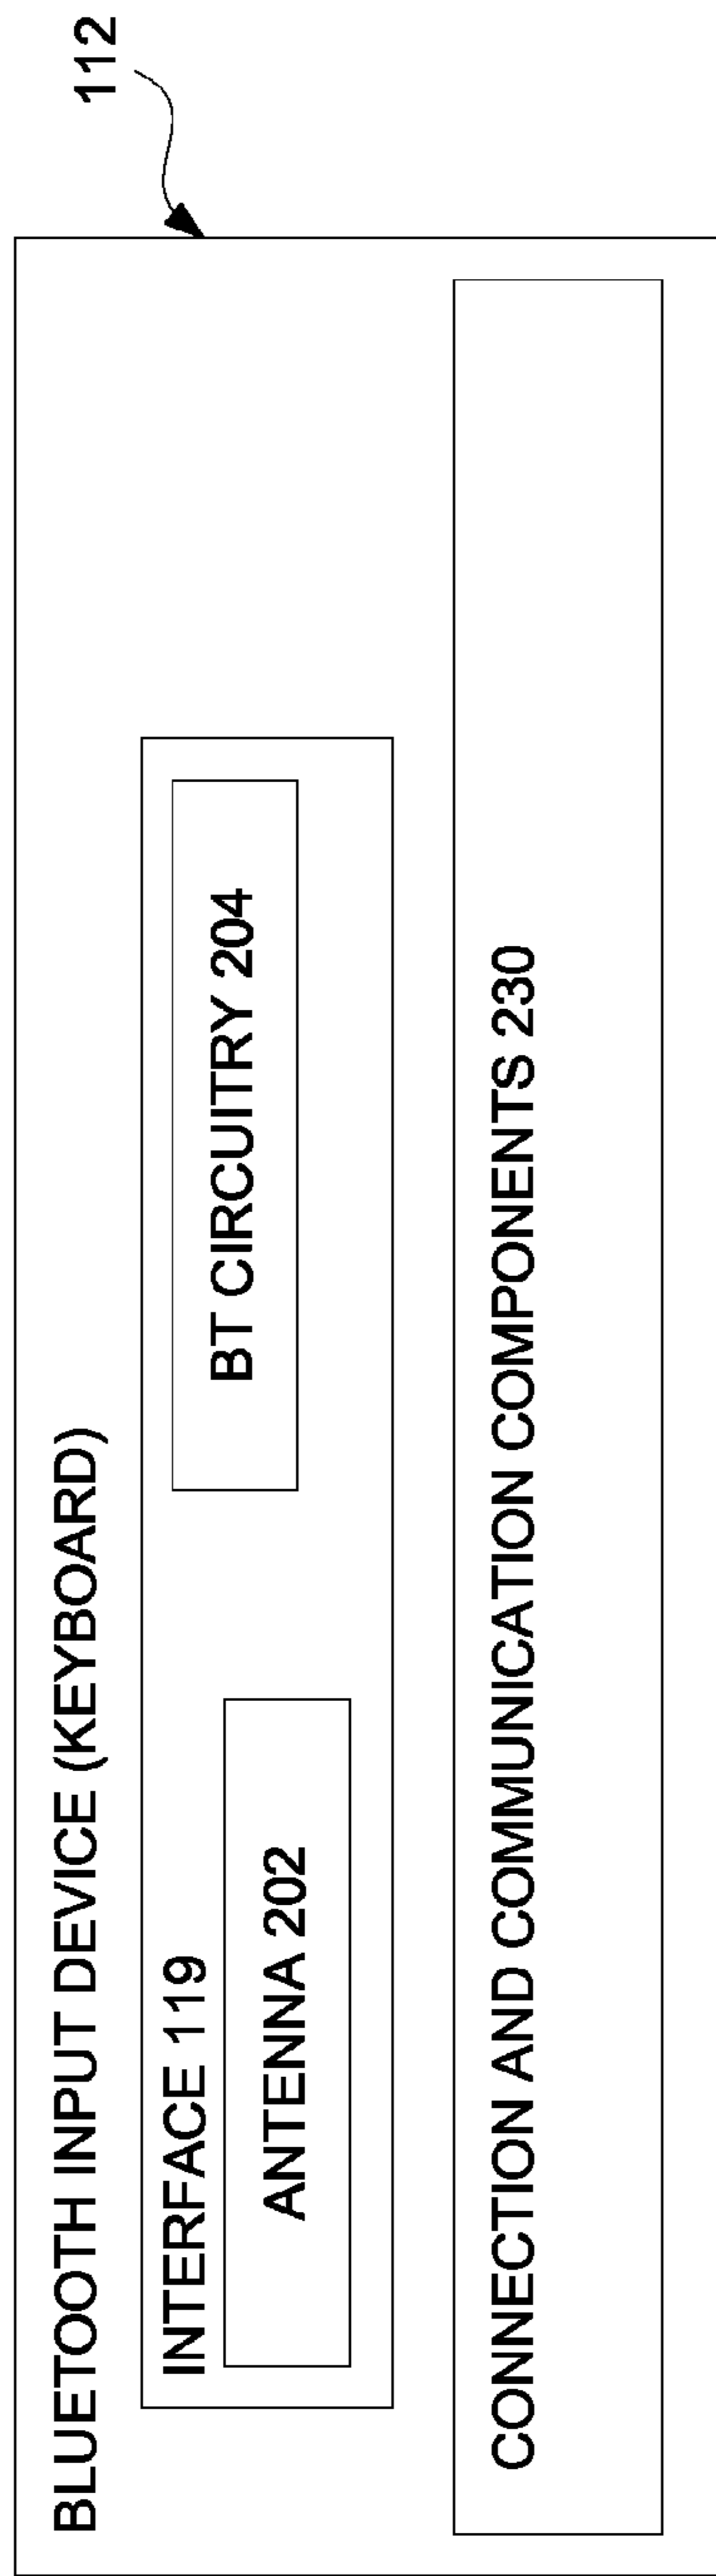 112
BLUETOOTH INPUT DEVICE (KEYBOARD)
INTERFACE 119
ANTENNA 202
BT CIRCUITRY 204
CONNECTION AND COMMUNICATION COMPONENTS 230